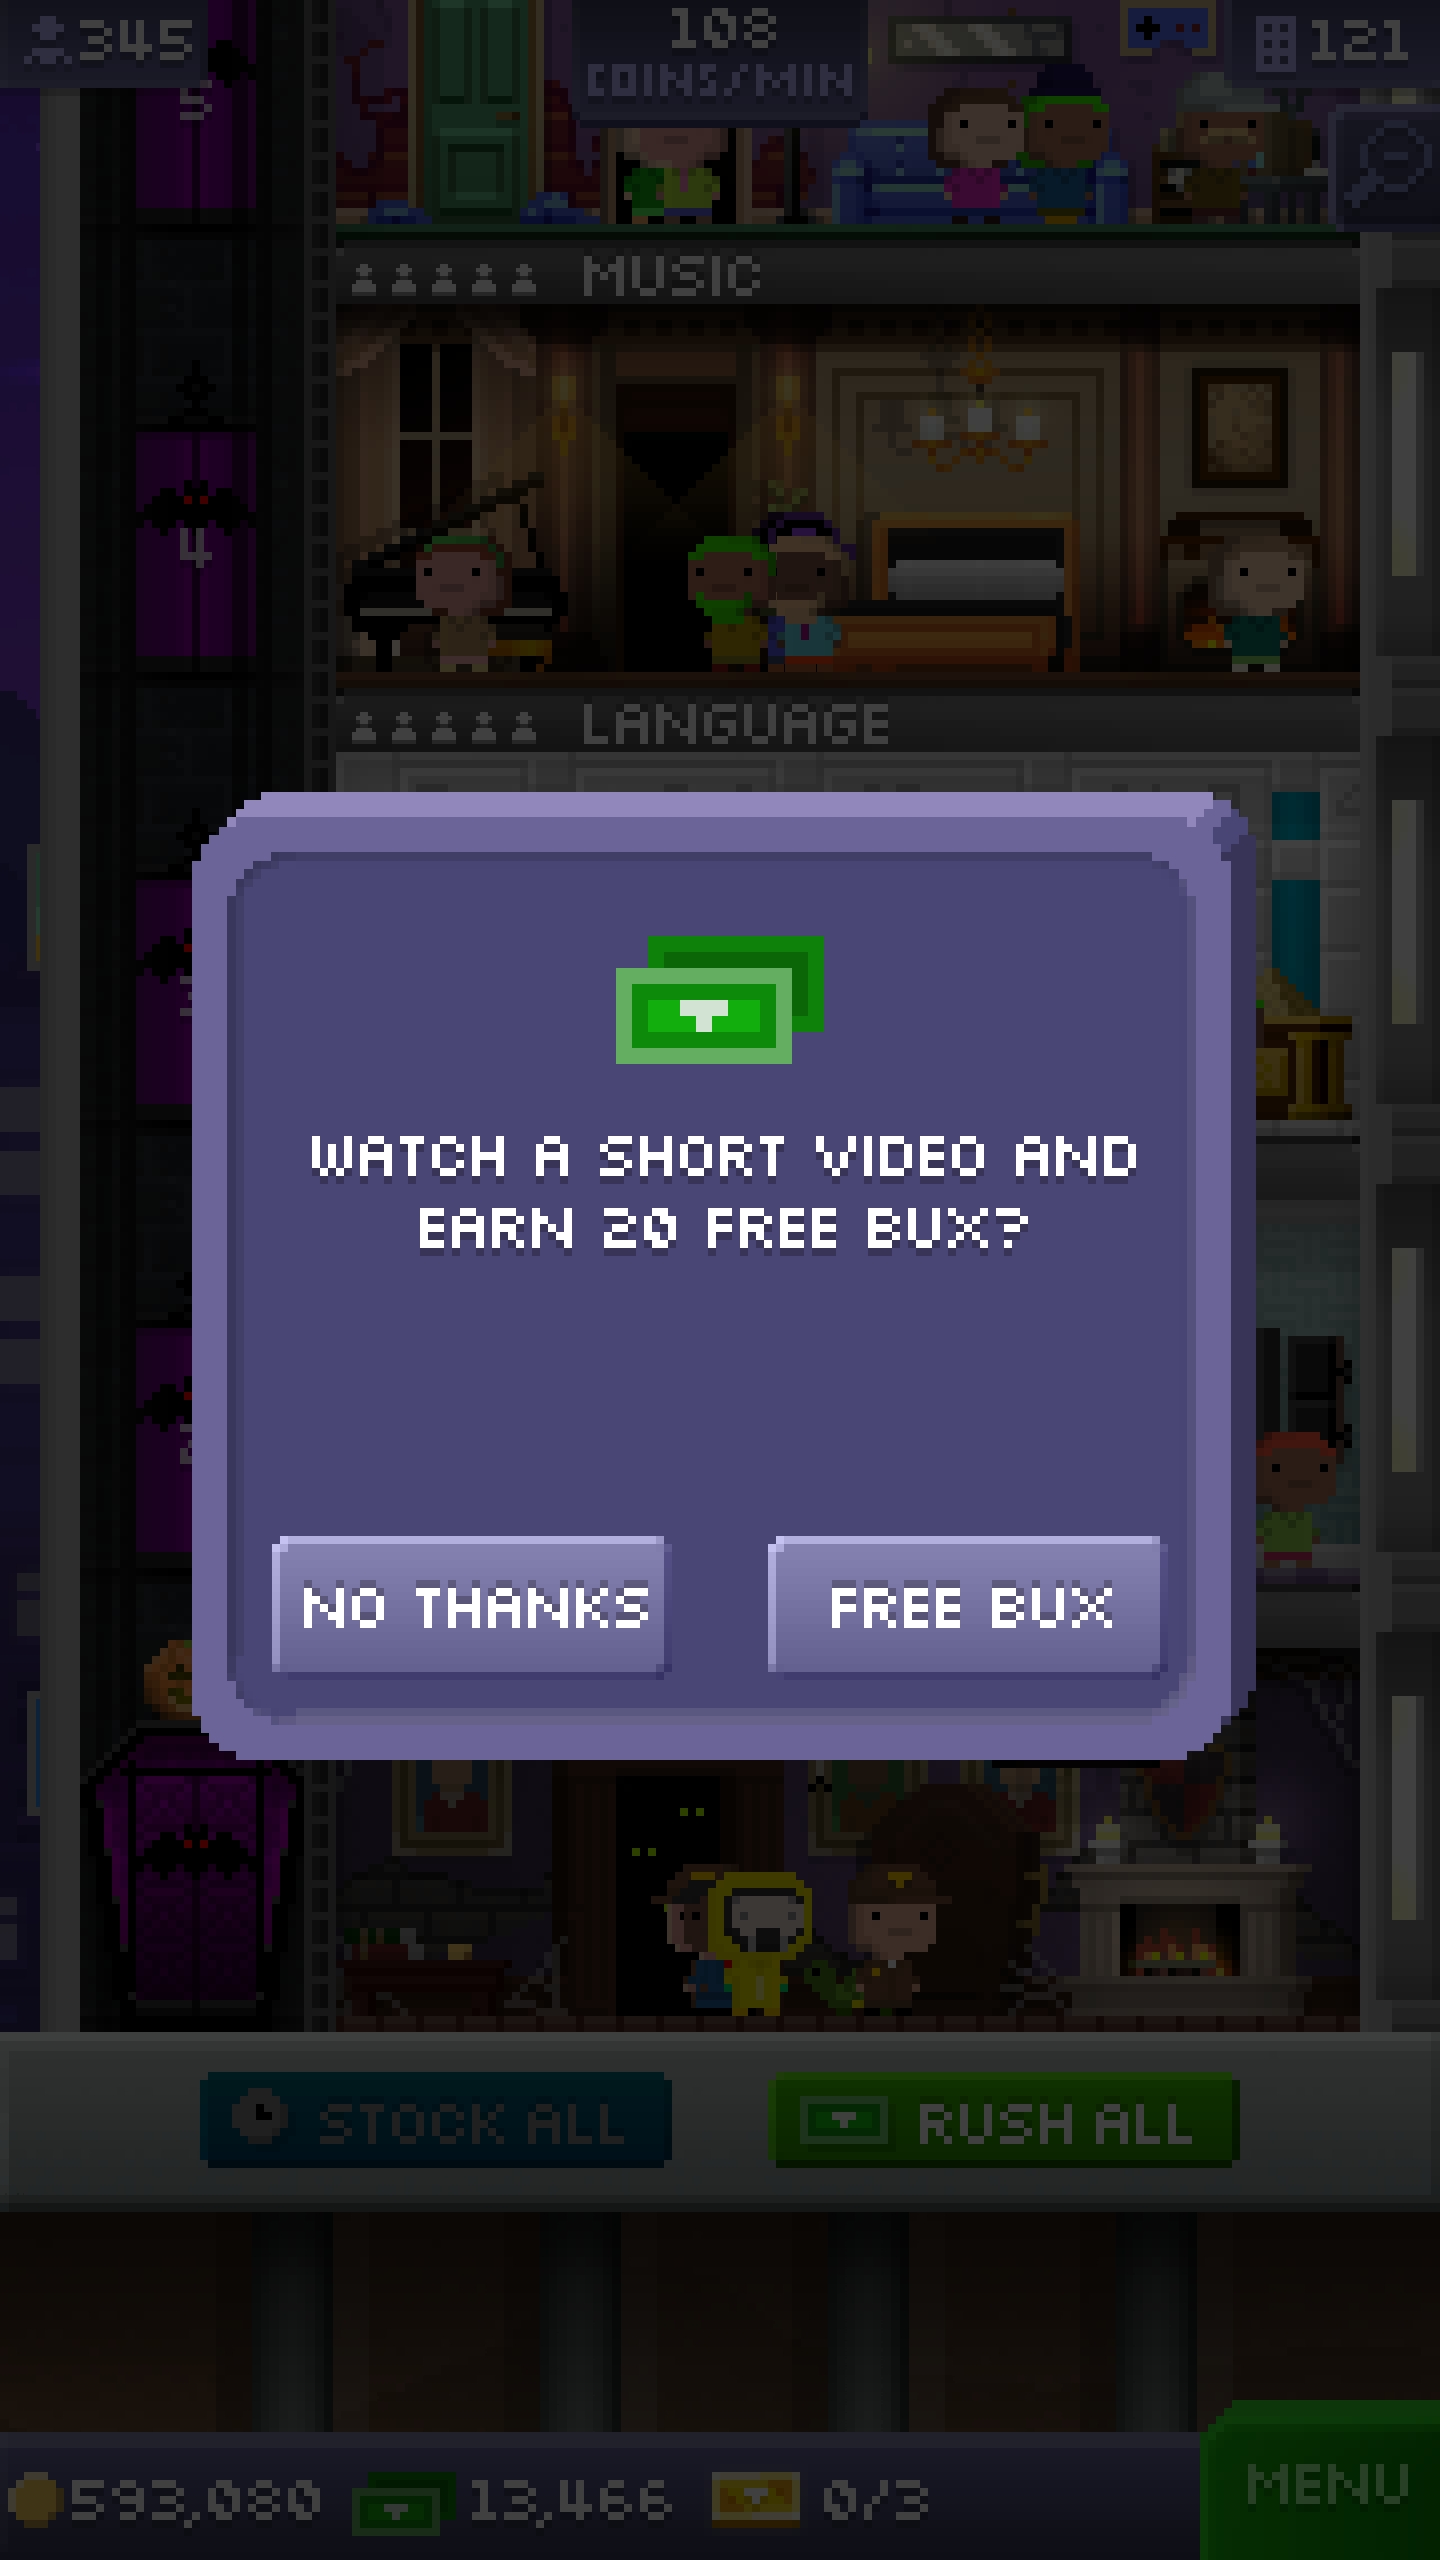 345
108
COINS/MIN
121
5
MUSIC
4
LANGUAGE
WATCH A SHORT VIDEO AND
EARN 20 FREE BUX?
NO THANKS
FREE BUX
STOCK ALL
RUSH ALL
593,080
13,466
0/3
MENU